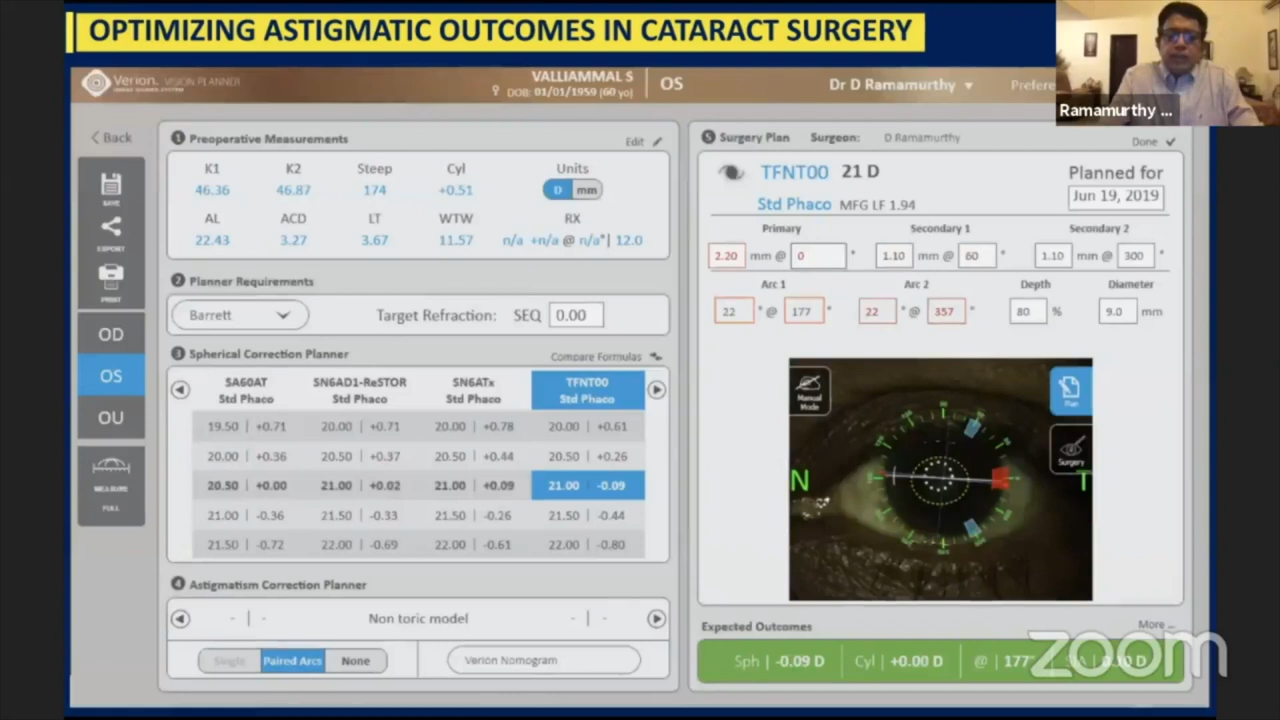 OPTIMIZING ASTIGMATIC OUTCOMES IN CATARACT SURGERY
Ramamurthy ...
Verion. VISION PLANNER
VALLIAMMAL S
DOB: 01/01/1959 (60 yo)
OS
Dr D Ramamurthy
Prefere
Back
SAVE
EXPORT
PRINT
OD
OS
OU
MEASURE
FULL
1 Preoperative Measurements
Edit
K1 K2 Steep Cyl Units
46.36 46.87 174 +0.51 D mm
AL ACD LT WTW RX
22.43 3.27 3.67 11.57 n/a +n/a @ n/a°| 12.0
2 Planner Requirements
Barrett Target Refraction: SEQ 0.00
3 Spherical Correction Planner
Compare Formulas
SA60AT SN6AD1-ReSTOR SN6ATx TFNT00
Std Phaco Std Phaco Std Phaco Std Phaco
19.50 | +0.71 20.00 | +0.71 20.00 | +0.78 20.00 | +0.61
20.00 | +0.36 20.50 | +0.37 20.50 | +0.44 20.50 | +0.26
20.50 | +0.00 21.00 | +0.02 21.00 | +0.09 21.00 | -0.09
21.00 | -0.36 21.50 | -0.33 21.50 | -0.26 21.50 | -0.44
21.50 | -0.72 22.00 | -0.69 22.00 | -0.61 22.00 | -0.80
4 Astigmatism Correction Planner
- | - Non toric model - | -
Single Paired Arcs None Verion Nomogram
5 Surgery Plan Surgeon: D Ramamurthy
Done
TFNT00 21 D
Planned for
Std Phaco MFG LF 1.94
Jun 19, 2019
Primary Secondary 1 Secondary 2
2.20 mm @ 0 ° 1.10 mm @ 60 ° 1.10 mm @ 300 °
Arc 1 Arc 2 Depth Diameter
22 ° @ 177 ° 22 ° @ 357 ° 80 % 9.0 mm
Manual
Mode
Plan
Surgery
N
T
Expected Outcomes
More ...
Sph | -0.09 D Cyl | +0.00 D @ | 177
zoom